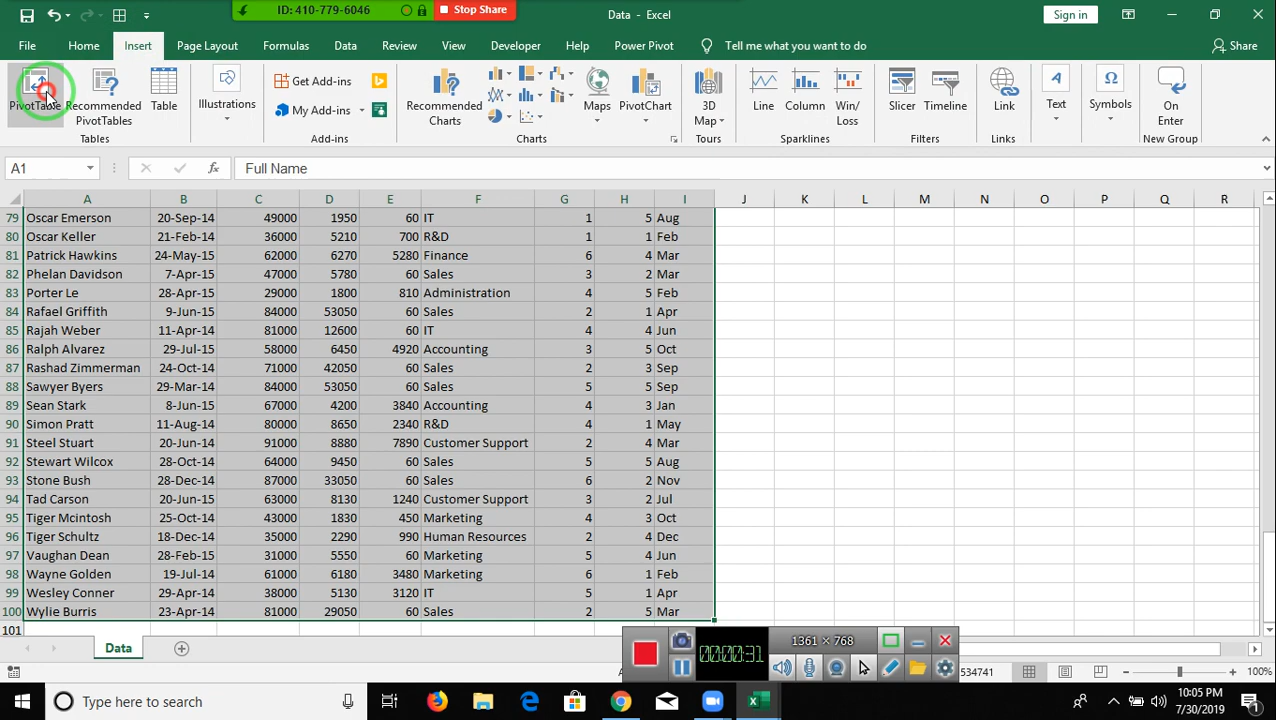 ID: 410-779-6046 Stop Share
Data - Excel
Sign in
File Home Insert Page Layout Formulas Data Review View Developer Help Power Pivot Tell me what you want to do Share
PivotTable Recommended PivotTables Table Illustrations Get Add-ins My Add-ins Recommended Charts Maps PivotChart 3D Map Line Column Win/Loss Slicer Timeline Link Text Symbols On Enter
Tables Add-ins Charts Tours Sparklines Filters Links New Group
A1 fx Full Name
A B C D E F G H I J K L M N O P Q R
79 Oscar Emerson 20-Sep-14 49000 1950 60 IT 1 5 Aug
80 Oscar Keller 21-Feb-14 36000 5210 700 R&D 1 1 Feb
81 Patrick Hawkins 24-May-15 62000 6270 5280 Finance 6 4 Mar
82 Phelan Davidson 7-Apr-15 47000 5780 60 Sales 3 2 Mar
83 Porter Le 28-Apr-15 29000 1800 810 Administration 4 5 Feb
84 Rafael Griffith 9-Jun-15 84000 53050 60 Sales 2 1 Apr
85 Rajah Weber 11-Apr-14 81000 12600 60 IT 4 4 Jun
86 Ralph Alvarez 29-Jul-15 58000 6450 4920 Accounting 3 5 Oct
87 Rashad Zimmerman 24-Oct-14 71000 42050 60 Sales 2 3 Sep
88 Sawyer Byers 29-Mar-14 84000 53050 60 Sales 5 5 Sep
89 Sean Stark 8-Jun-15 67000 4200 3840 Accounting 4 3 Jan
90 Simon Pratt 11-Aug-14 80000 8650 2340 R&D 4 1 May
91 Steel Stuart 20-Jun-14 91000 8880 7890 Customer Support 2 4 Mar
92 Stewart Wilcox 28-Oct-14 64000 9450 60 Sales 5 5 Aug
93 Stone Bush 28-Dec-14 87000 33050 60 Sales 6 2 Nov
94 Tad Carson 20-Jun-15 63000 8130 1240 Customer Support 3 2 Jul
95 Tiger Mcintosh 25-Oct-14 43000 1830 450 Marketing 4 3 Oct
96 Tiger Schultz 18-Dec-14 35000 2290 990 Human Resources 2 4 Dec
97 Vaughan Dean 28-Feb-15 31000 5550 60 Marketing 5 4 Jun
98 Wayne Golden 19-Jul-14 61000 6180 3480 Marketing 6 1 Feb
99 Wesley Conner 29-Apr-14 38000 5130 3120 IT 5 1 Apr
100 Wylie Burris 23-Apr-14 81000 29050 60 Sales 2 5 Mar
101
Data
00:00:31 1361 × 768
534741 100%
Type here to search
10:05 PM
7/30/2019